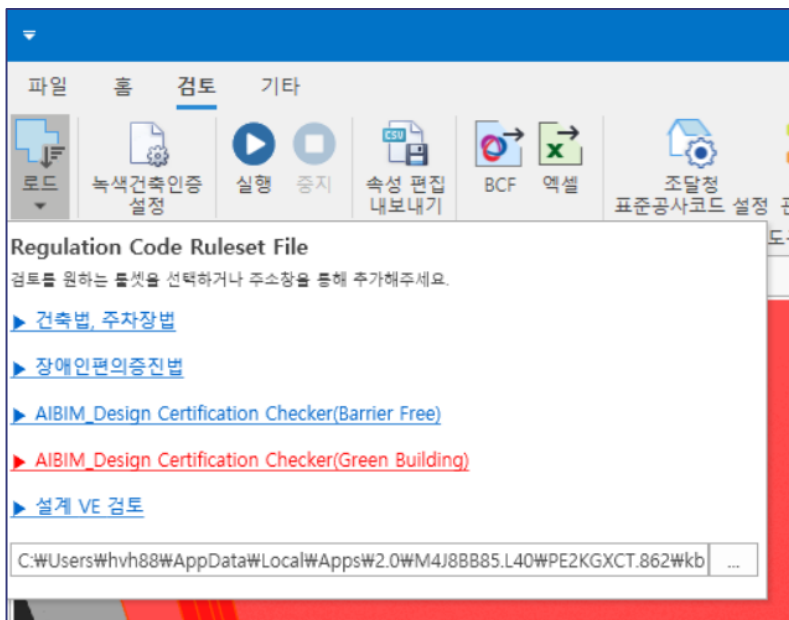 파일 홈 검토 기타
CSV
로드 녹색건축인증 설정 실행 중지 속성 편집 내보내기 BCF 엑셀 조달청 표준공사코드 설정
Regulation Code Ruleset File
검토를 원하는 룰셋을 선택하거나 주소창을 통해 추가해주세요.
▶ 건축법, 주차장법
▶ 장애인편의증진법
▶ AIBIM_Design Certification Checker(Barrier Free)
▶ AIBIM_Design Certification Checker(Green Building)
▶ 설계 VE 검토
C:₩Users₩hvh88₩AppData₩Local₩Apps₩2.0₩M4J8BB85.L40₩PE2KGXCT.862₩kb ...